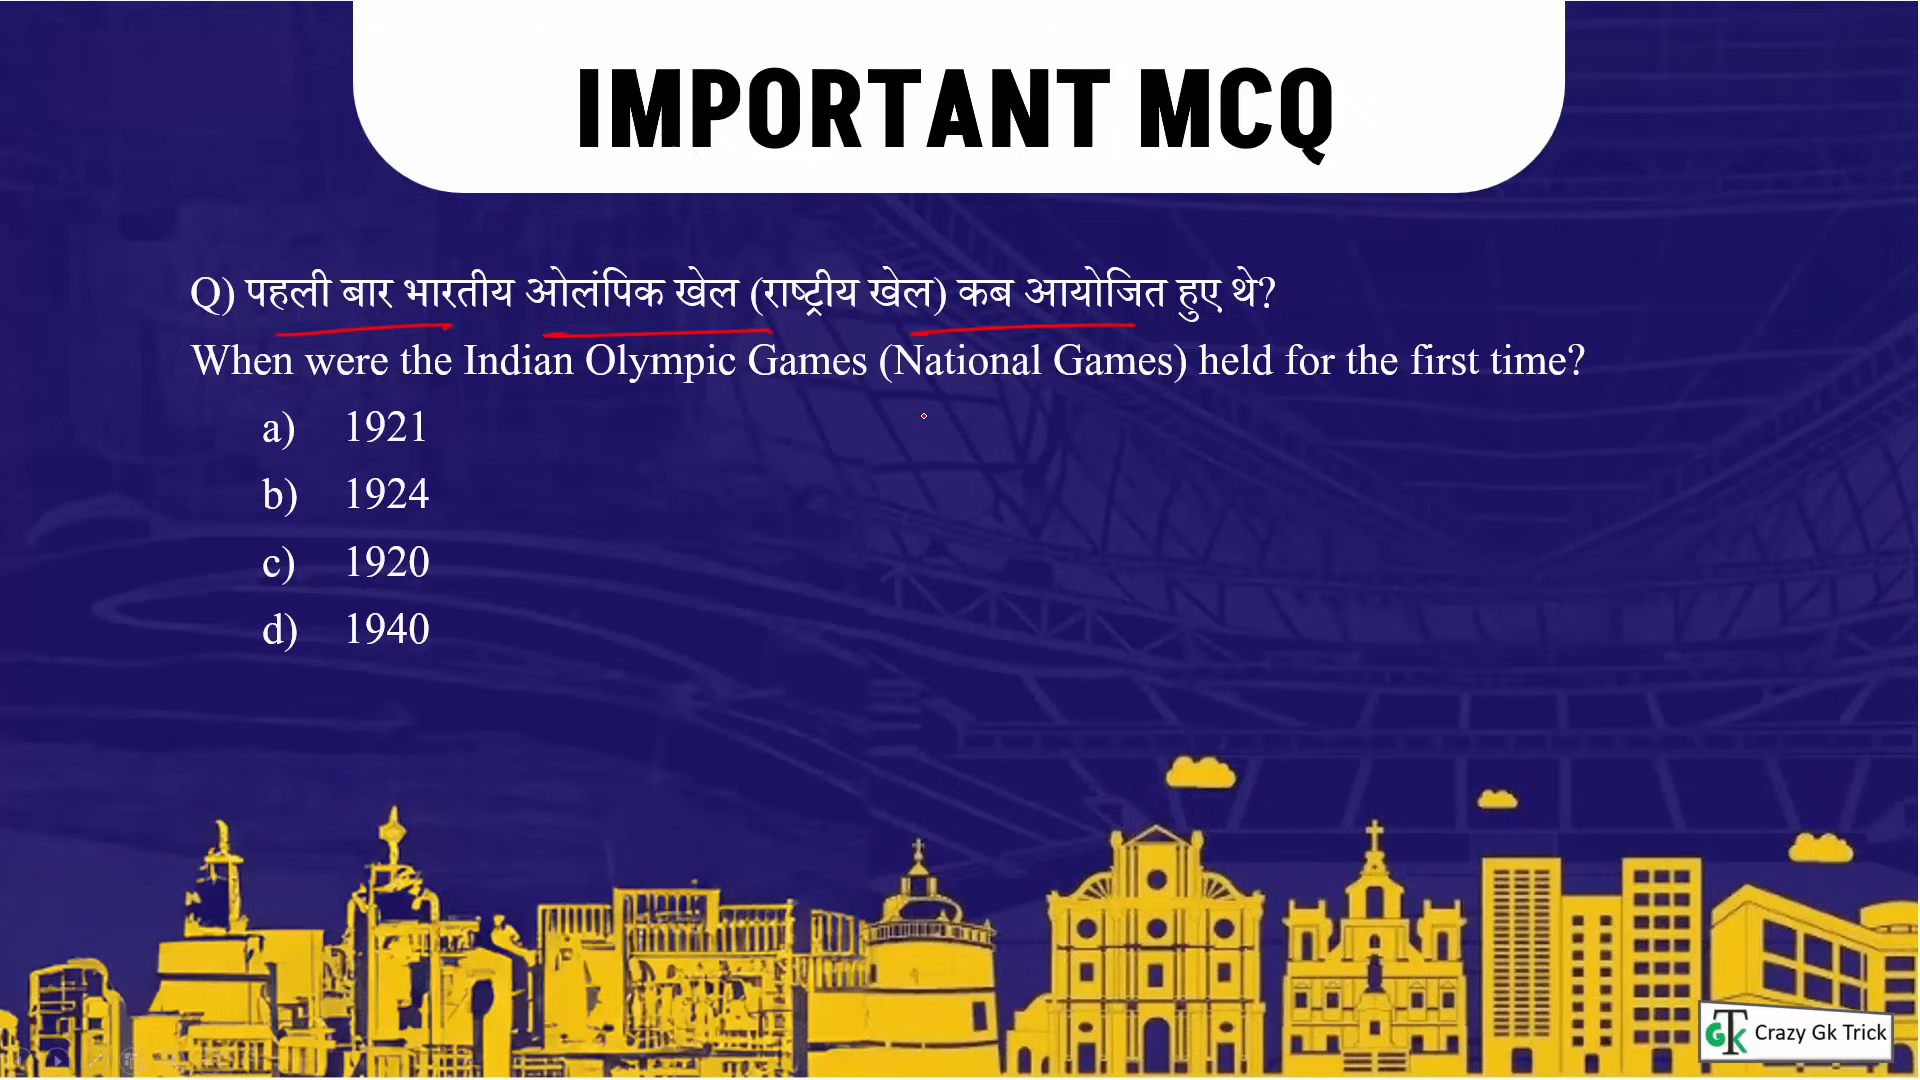 IMPORTANT MCQ
Q) पहली बार भारतीय ओलंपिक खेल (राष्ट्रीय खेल) कब आयोजित हुए थे?
When were the Indian Olympic Games (National Games) held for the first time?
a) 1921
b) 1924
c) 1920
d) 1940
GTK Crazy Gk Trick